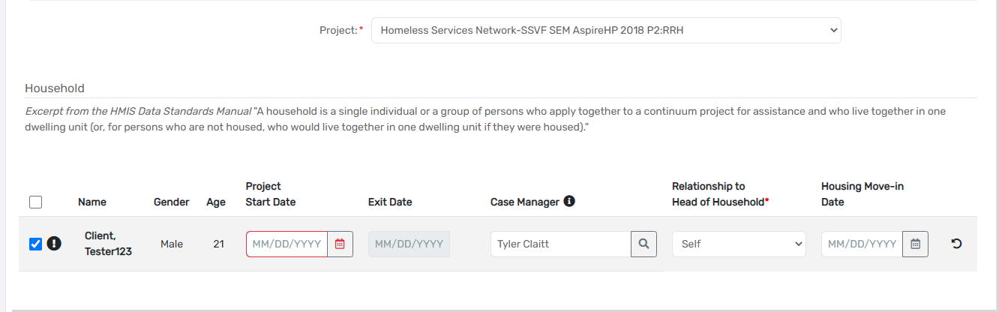 Project:* Homeless Services Network-SSVF SEM AspireHP 2018 P2:RRH
Household
Excerpt from the HMIS Data Standards Manual "A household is a single individual or a group of persons who apply together to a continuum project for assistance and who live together in one
dwelling unit (or, for persons who are not housed, who would live together in one dwelling unit if they were housed)."
Name Gender Age Project Start Date Exit Date Case Manager Relationship to Head of Household* Housing Move-in Date
Client, Tester123 Male 21 MM/DD/YYYY MM/DD/YYYY Tyler Claitt Self MM/DD/YYYY